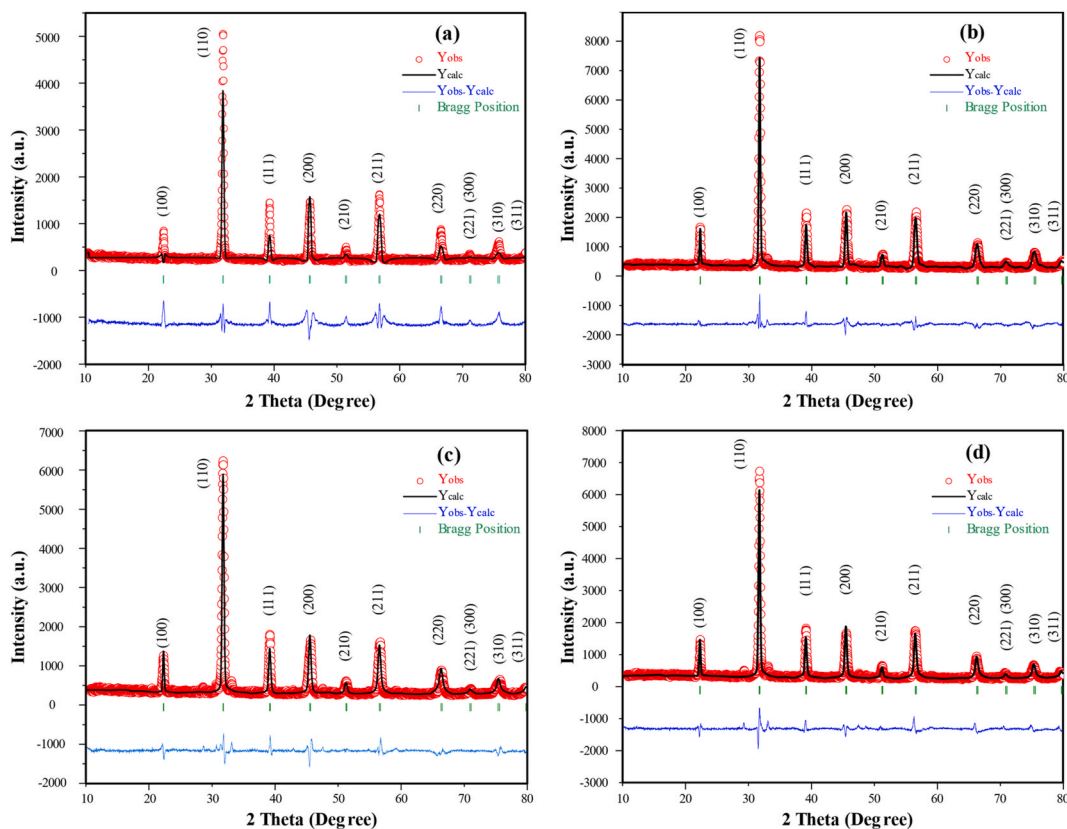 (a)
Yobs
Ycalc
Yobs-Ycalc
Bragg Position
(100)
(110)
(111)
(200)
(210)
(211)
(220)
(221) (300)
(310)
(311)
5000
4000
3000
2000
1000
0
-1000
-2000
Intensity (a.u.)
10 20 30 40 50 60 70 80
2 Theta (Degree)
(b)
Yobs
Ycalc
Yobs-Ycalc
Bragg Position
(100)
(110)
(111)
(200)
(210)
(211)
(220)
(221) (300)
(310)
(311)
8000
7000
6000
5000
4000
3000
2000
1000
0
-1000
-2000
-3000
Intensity (a.u.)
10 20 30 40 50 60 70 80
2 Theta (Degree)
(c)
Yobs
Ycalc
Yobs-Ycalc
Bragg Position
(100)
(110)
(111)
(200)
(210)
(211)
(220)
(221) (300)
(310)
(311)
7000
6000
5000
4000
3000
2000
1000
0
-1000
-2000
Intensity (a.u.)
10 20 30 40 50 60 70 80
2 Theta (Degree)
(d)
Yobs
Ycalc
Yobs-Ycalc
Bragg Position
(100)
(110)
(111)
(200)
(210)
(211)
(220)
(221) (300)
(310)
(311)
8000
7000
6000
5000
4000
3000
2000
1000
0
-1000
-2000
-3000
Intensity (a.u.)
10 20 30 40 50 60 70 80
2 Theta (Degree)